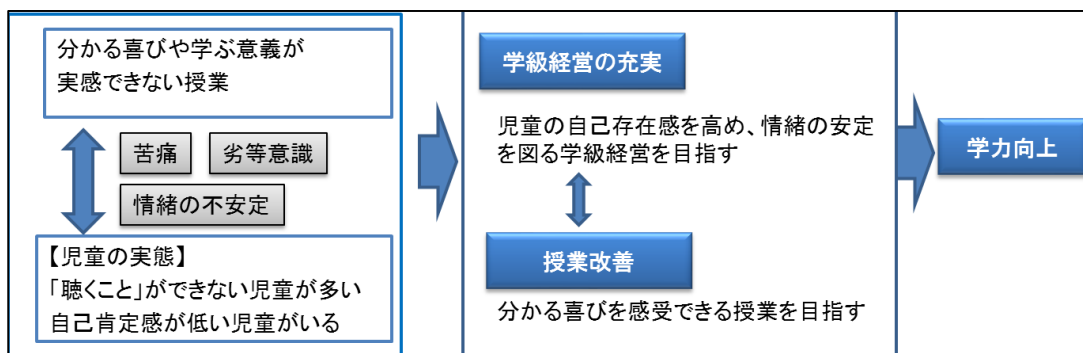 分かる喜びや学ぶ意義が
実感できない授業
苦痛
劣等意識
情緒の不安定
【児童の実態】
「聴くこと」ができない児童が多い
自己肯定感が低い児童がいる
学級経営の充実
児童の自己存在感を高め、情緒の安定
を図る学級経営を目指す
授業改善
分かる喜びを感受できる授業を目指す
学力向上